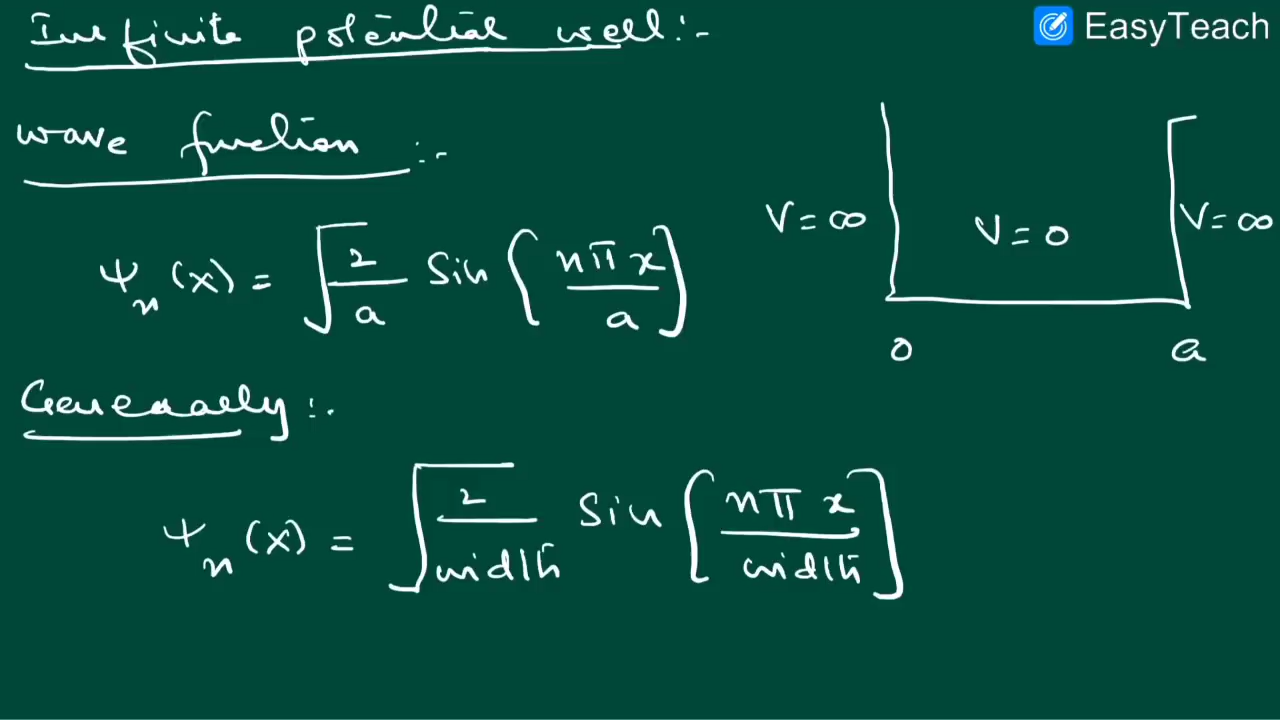 Infinite potential well:-
EasyTeach
wave function :-
V = ∞
V = 0
V = ∞
ψn(x) = √(2/a) Sin [nπx/a]
0
a
Generally :-
ψn(x) = √(2/width) Sin [nπx/width]